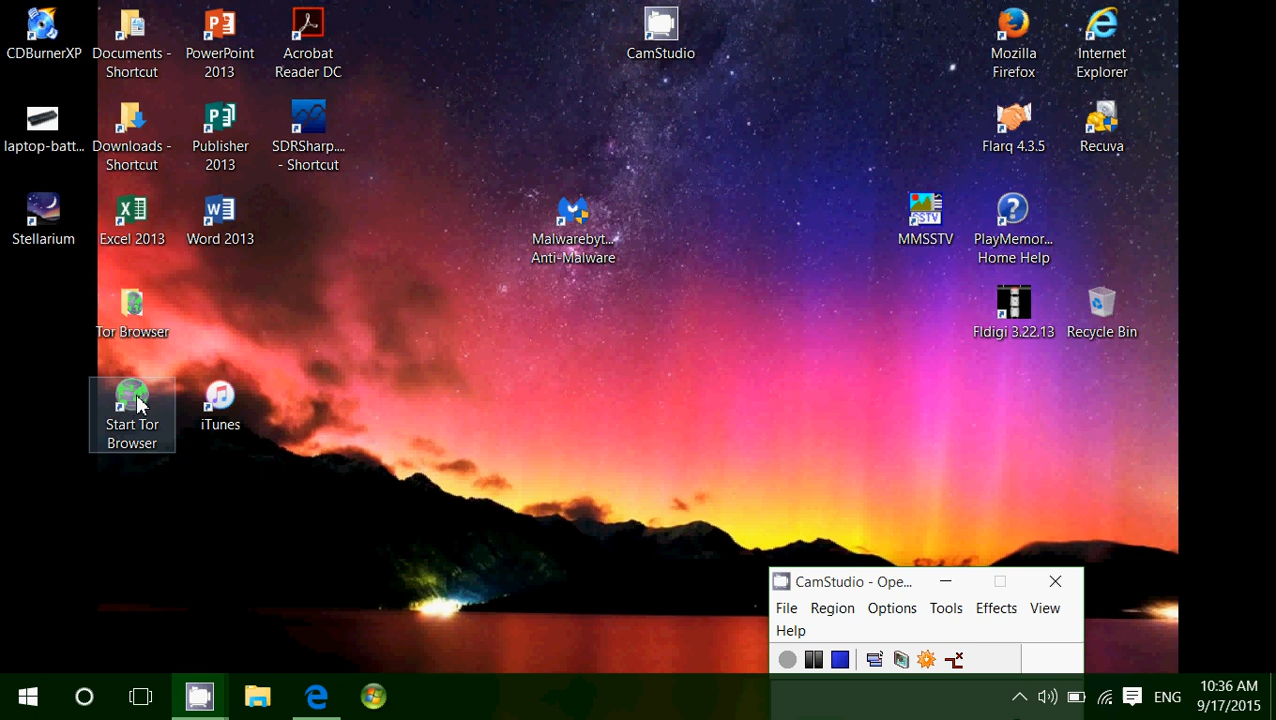 CDBurnerXP
Documents -
Shortcut
PowerPoint
2013
Acrobat
Reader DC
CamStudio
Mozilla
Firefox
Internet
Explorer
laptop-batt...
Downloads -
Shortcut
Publisher
2013
SDRSharp....
- Shortcut
Flarq 4.3.5
Recuva
Stellarium
Excel 2013
Word 2013
Malwarebyt...
Anti-Malware
SSTV
MMSSTV
PlayMemor...
Home Help
Tor Browser
Fldigi 3.22.13
Recycle Bin
Start Tor
Browser
iTunes
CamStudio - Ope...
File Region Options Tools Effects View
Help
ENG
10:36 AM
9/17/2015